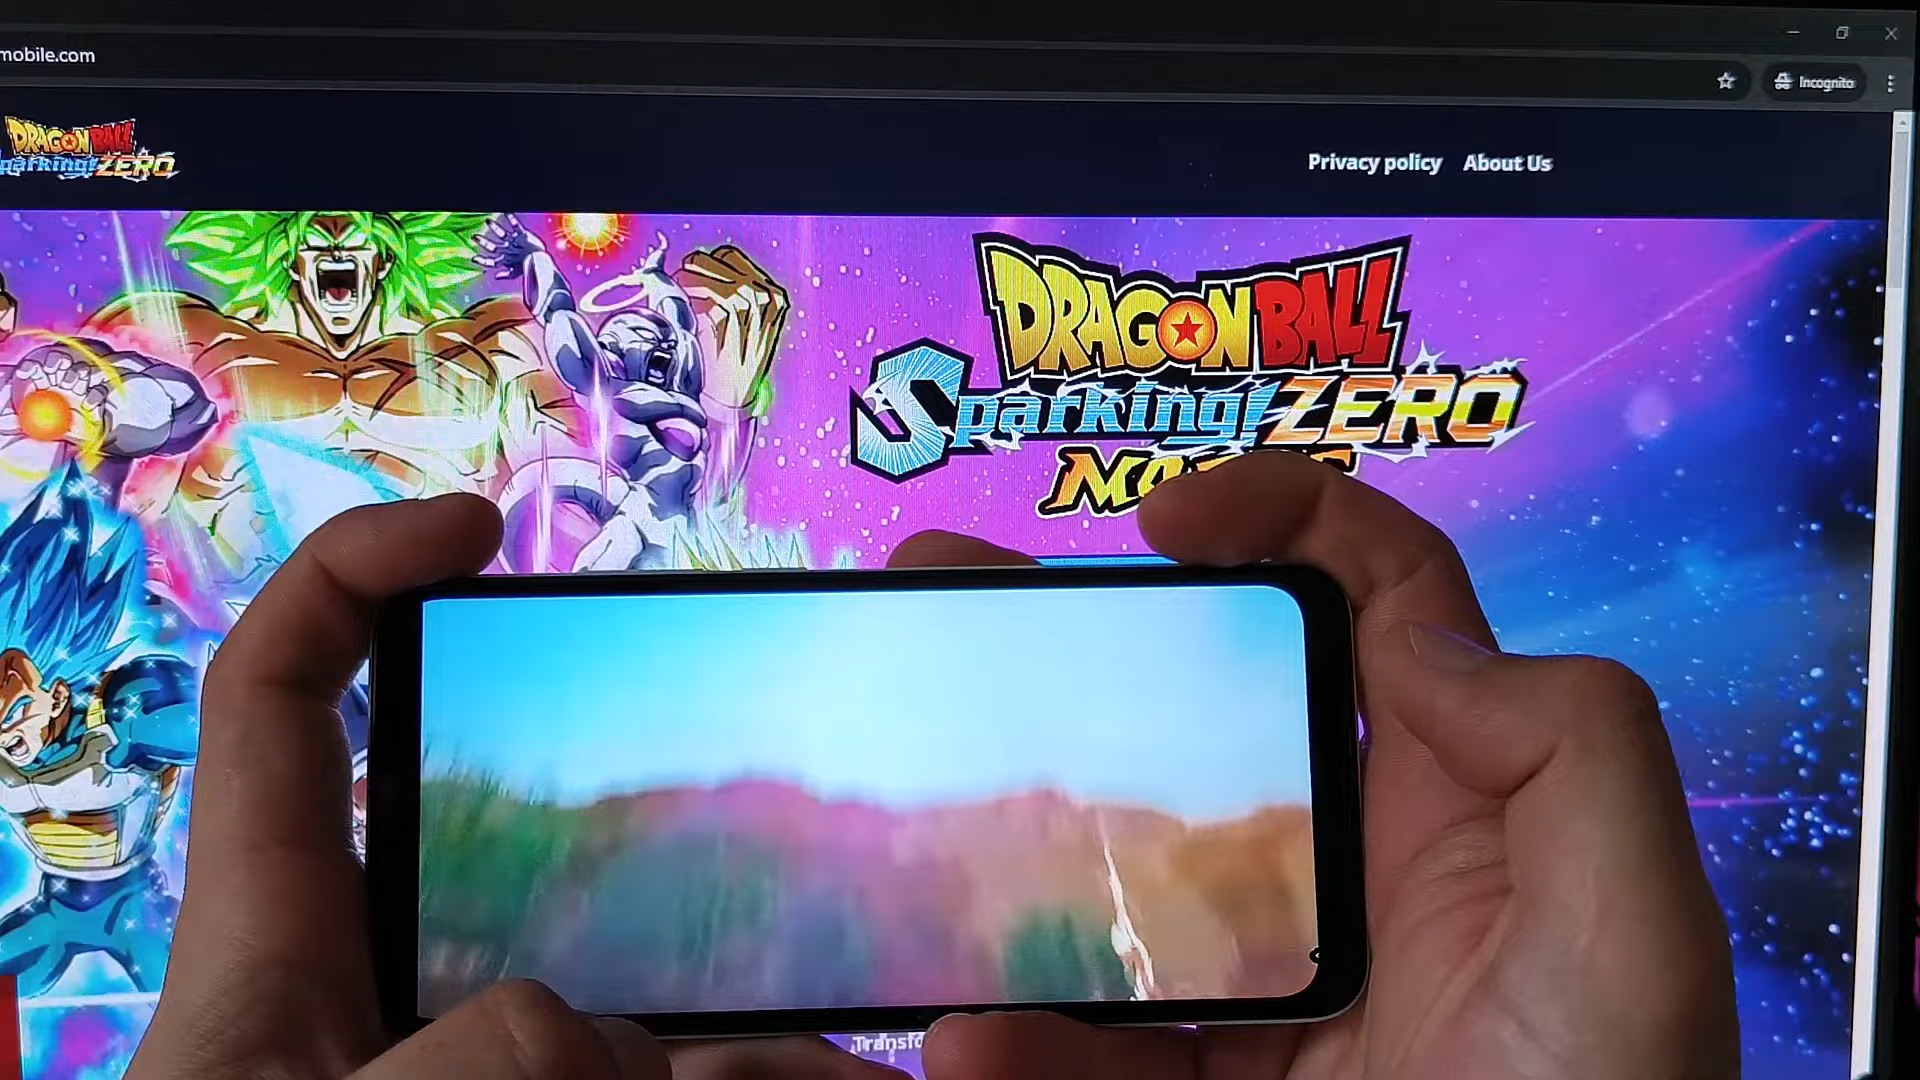 mobile.com
Incognito
DRAGON BALL
Sparking! ZERO
Privacy policy About Us
DRAGON BALL
Sparking! ZERO